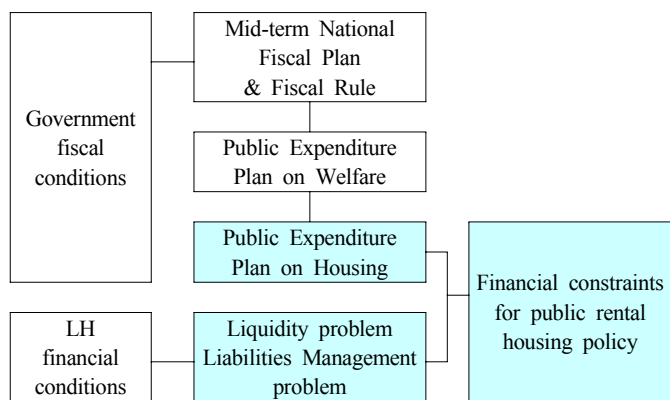 Mid-term National
Fiscal Plan
& Fiscal Rule
Government
fiscal
conditions
Public Expenditure
Plan on Welfare
Public Expenditure
Plan on Housing
Financial constraints
for public rental
housing policy
LH
financial
conditions
Liquidity problem
Liabilities Management
problem